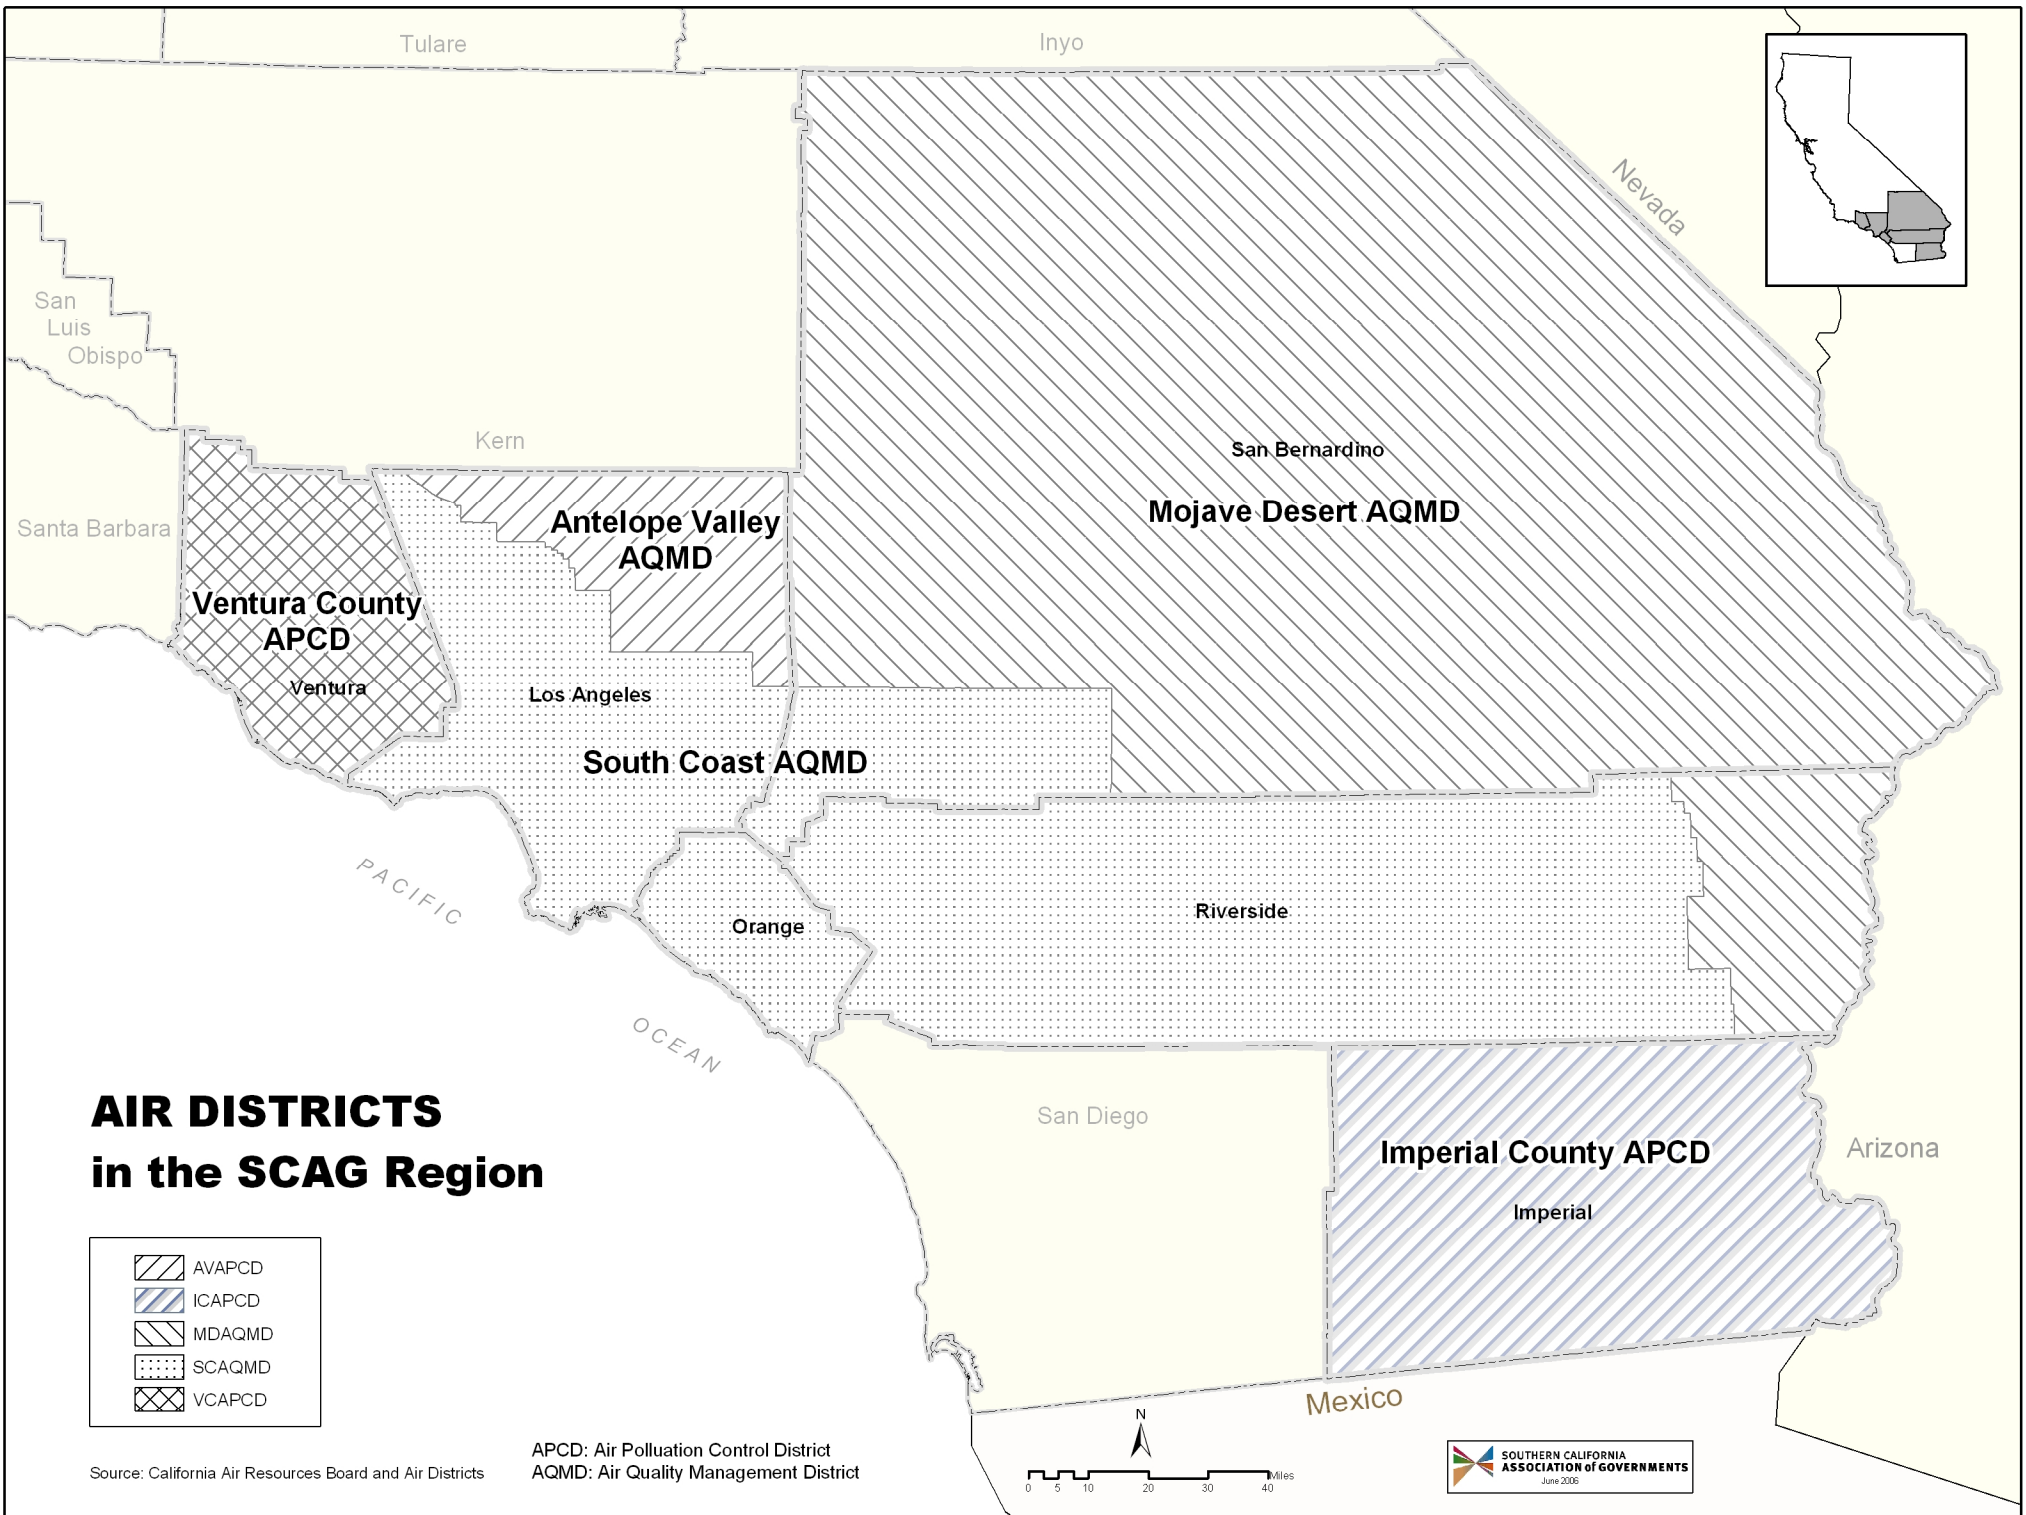 Tulare
Inyo
Nevada
San
Luis
Obispo
Kern
San Bernardino
Mojave Desert AQMD
Santa Barbara
Antelope Valley
AQMD
Ventura County
APCD
Ventura
Los Angeles
South Coast AQMD
PACIFIC
OCEAN
Orange
Riverside
San Diego
Imperial County APCD
Imperial
Arizona
Mexico
AIR DISTRICTS
in the SCAG Region
AVAPCD
ICAPCD
MDAQMD
SCAQMD
VCAPCD
Source: California Air Resources Board and Air Districts
APCD: Air Polluation Control District
AQMD: Air Quality Management District
N
Miles
0 5 10 20 30 40
SOUTHERN CALIFORNIA
ASSOCIATION of GOVERNMENTS
June 2006